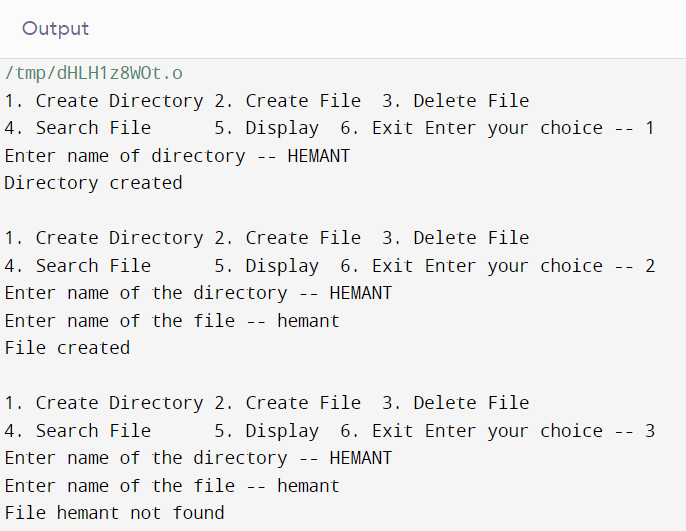 Output
/tmp/dHLH1z8WOt.o
1. Create Directory 2. Create File  3. Delete File
4. Search File      5. Display  6. Exit Enter your choice -- 1
Enter name of directory -- HEMANT
Directory created

1. Create Directory 2. Create File  3. Delete File
4. Search File      5. Display  6. Exit Enter your choice -- 2
Enter name of the directory -- HEMANT
Enter name of the file -- hemant
File created

1. Create Directory 2. Create File  3. Delete File
4. Search File      5. Display  6. Exit Enter your choice -- 3
Enter name of the directory -- HEMANT
Enter name of the file -- hemant
File hemant not found